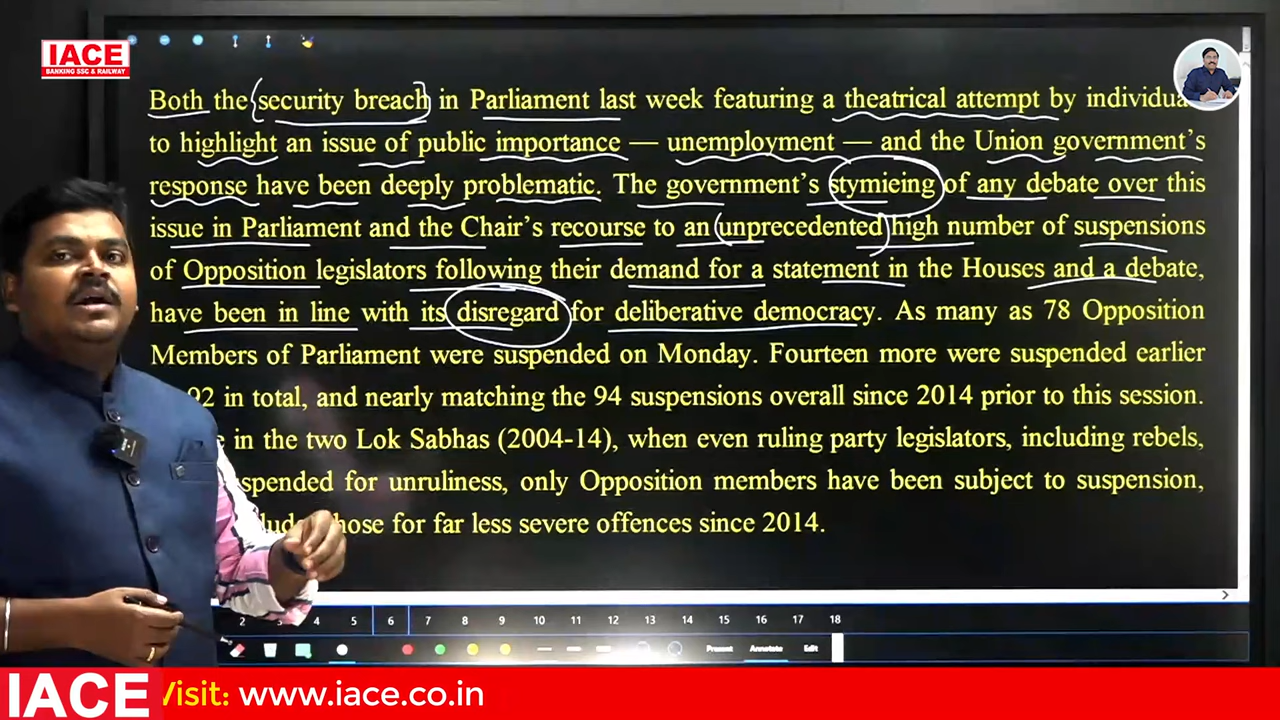 IACE
BANKING SSC & RAILWAY
Both the security breach in Parliament last week featuring a theatrical attempt by
to highlight an issue of public importance — unemployment — and the Union government's
response have been deeply problematic. The government's stymieing of any debate over this
issue in Parliament and the Chair's recourse to an unprecedented high number of suspensions
of Opposition legislators following their demand for a statement in the Houses and a debate,
have been in line with its disregard for deliberative democracy. As many as 78 Opposition
Members of Parliament were suspended on Monday. Fourteen more were suspended earlier
92 in total, and nearly matching the 94 suspensions overall since 2014 prior to this session.
in the two Lok Sabhas (2004-14), when even ruling party legislators, including rebels,
for unruliness, only Opposition members have been subject to suspension,
for far less severe offences since 2014.
2 3 4 5 6 7 8 9 10 11 12 13 14 15 16 17 18
Present Annotate Edit
IACE Visit: www.iace.co.in